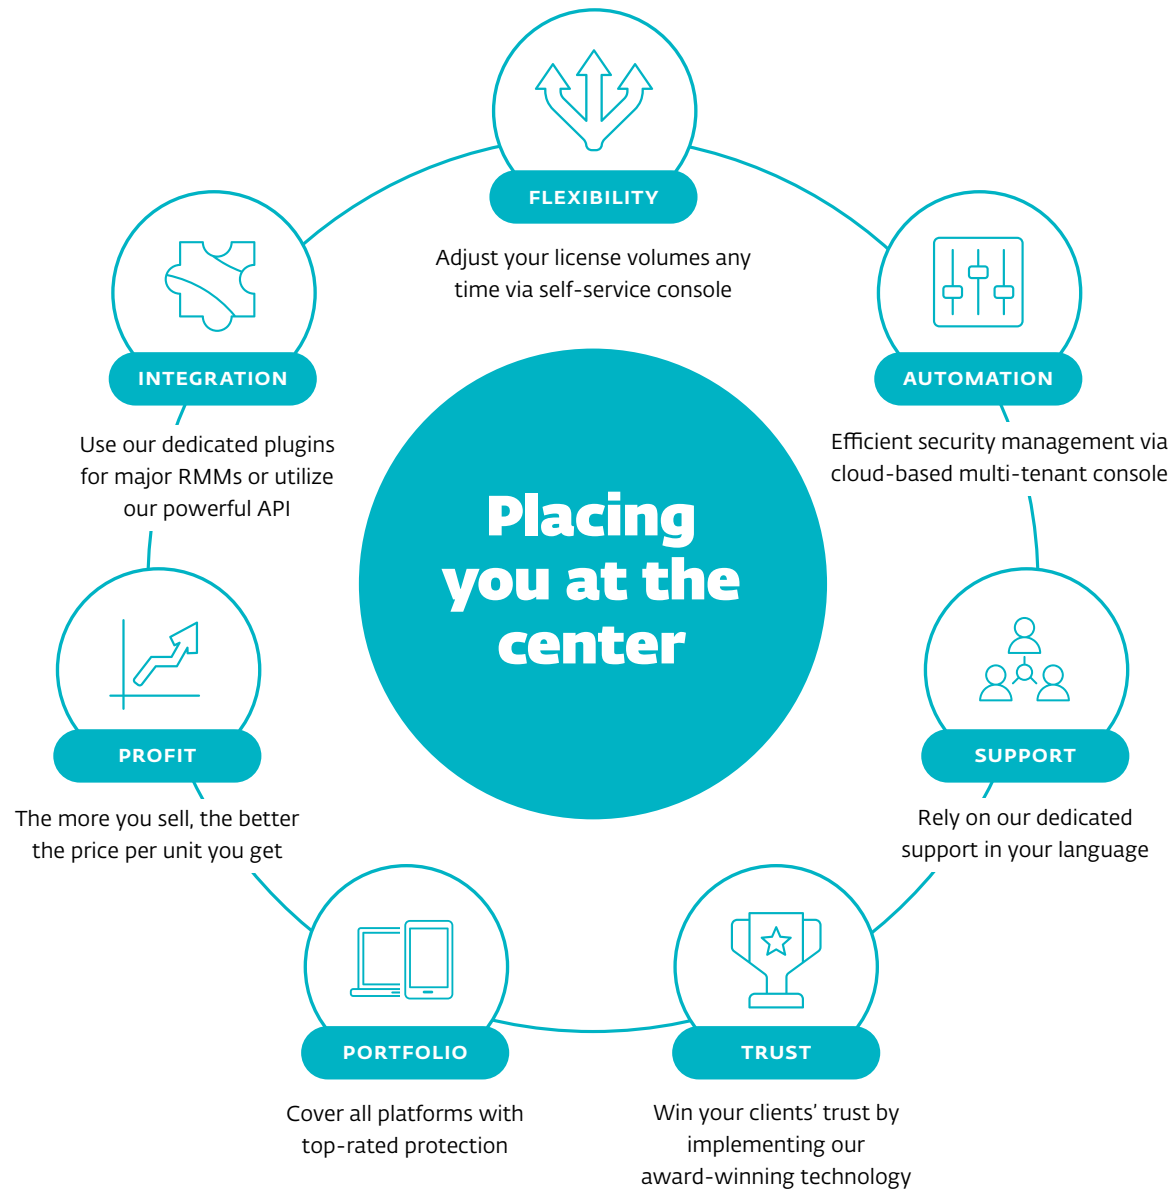 FLEXIBILITY
Adjust your license volumes any
time via self-service console
AUTOMATION
Efficient security management via
cloud-based multi-tenant console
SUPPORT
Rely on our dedicated
support in your language
TRUST
Win your clients’ trust by
implementing our
award-winning technology
PORTFOLIO
Cover all platforms with
top-rated protection
PROFIT
The more you sell, the better
the price per unit you get
INTEGRATION
Use our dedicated plugins
for major RMMs or utilize
our powerful API
Placing
you at the
center